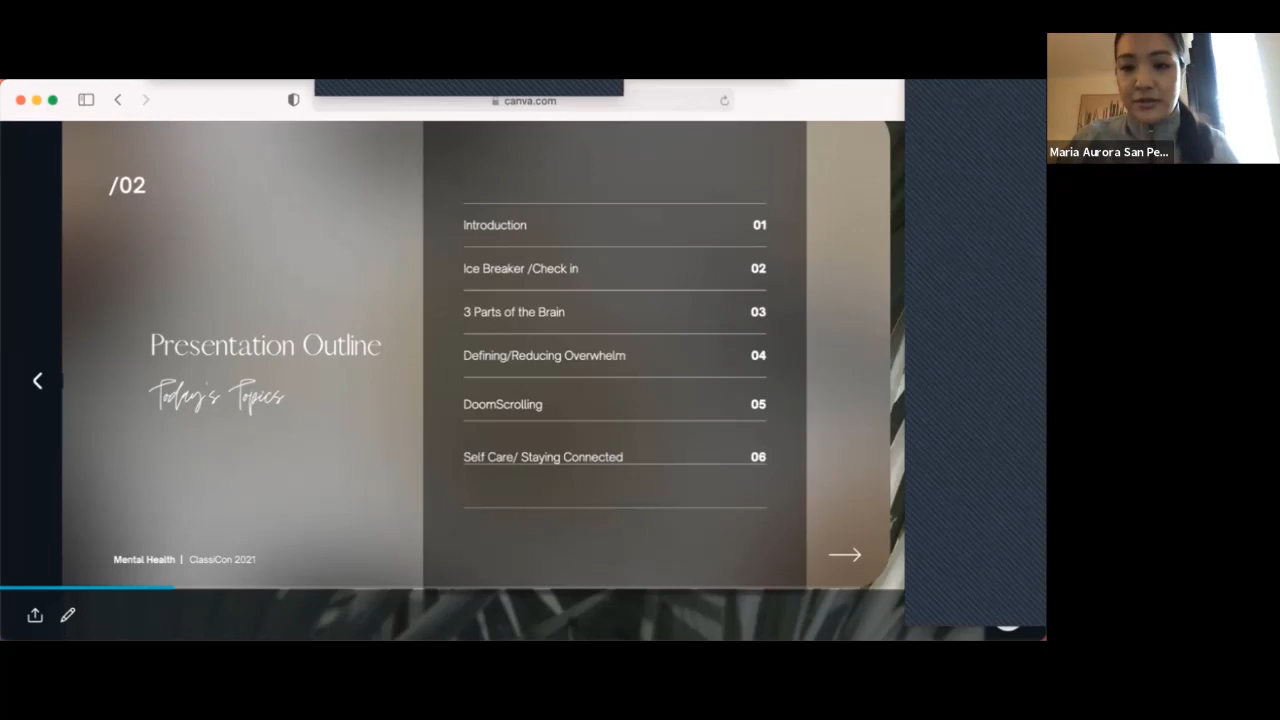 canva.com
Maria Aurora San Pe...
/02
Presentation Outline
Today's Topics
Introduction 01
Ice Breaker /Check in 02
3 Parts of the Brain 03
Defining/Reducing Overwhelm 04
DoomScrolling 05
Self Care/ Staying Connected 06
Mental Health | ClassiCon 2021